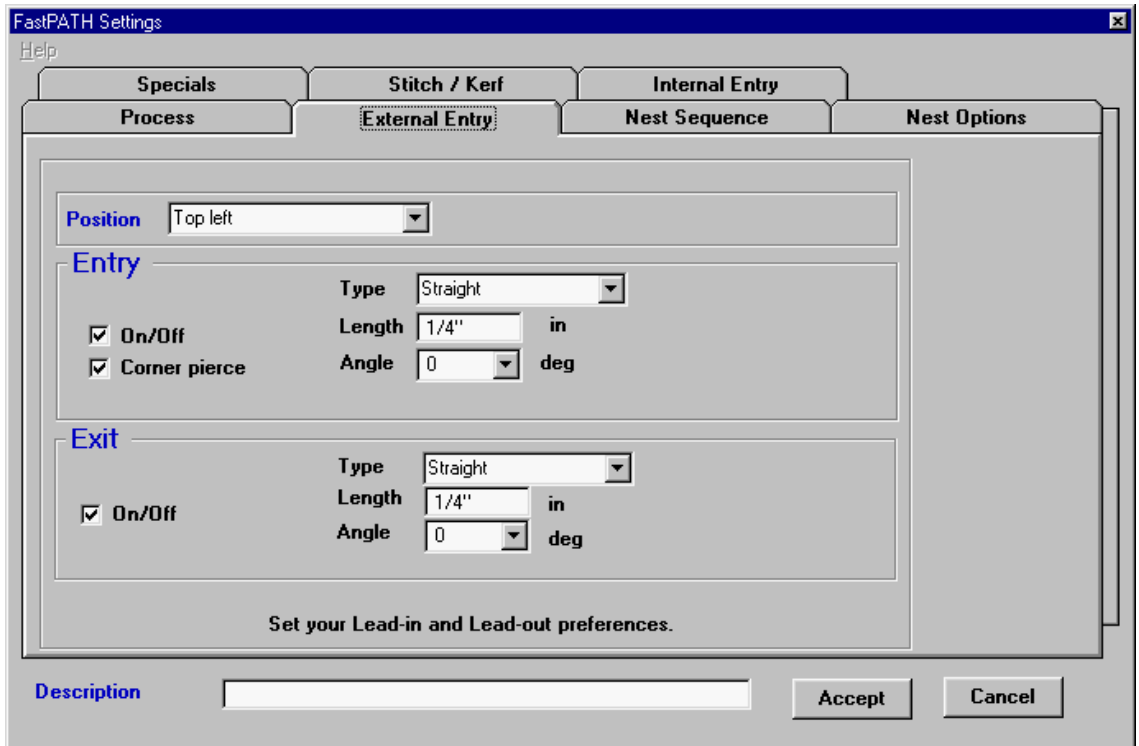 FastPATH Settings
Help
Specials Stitch / Kerf Internal Entry
Process External Entry Nest Sequence Nest Options
Position Top left
Entry
Type Straight
On/Off Length 1/4" in
Corner pierce Angle 0 deg
Exit
Type Straight
Length 1/4" in
On/Off
Angle 0 deg
Set your Lead-in and Lead-out preferences.
Description Accept Cancel